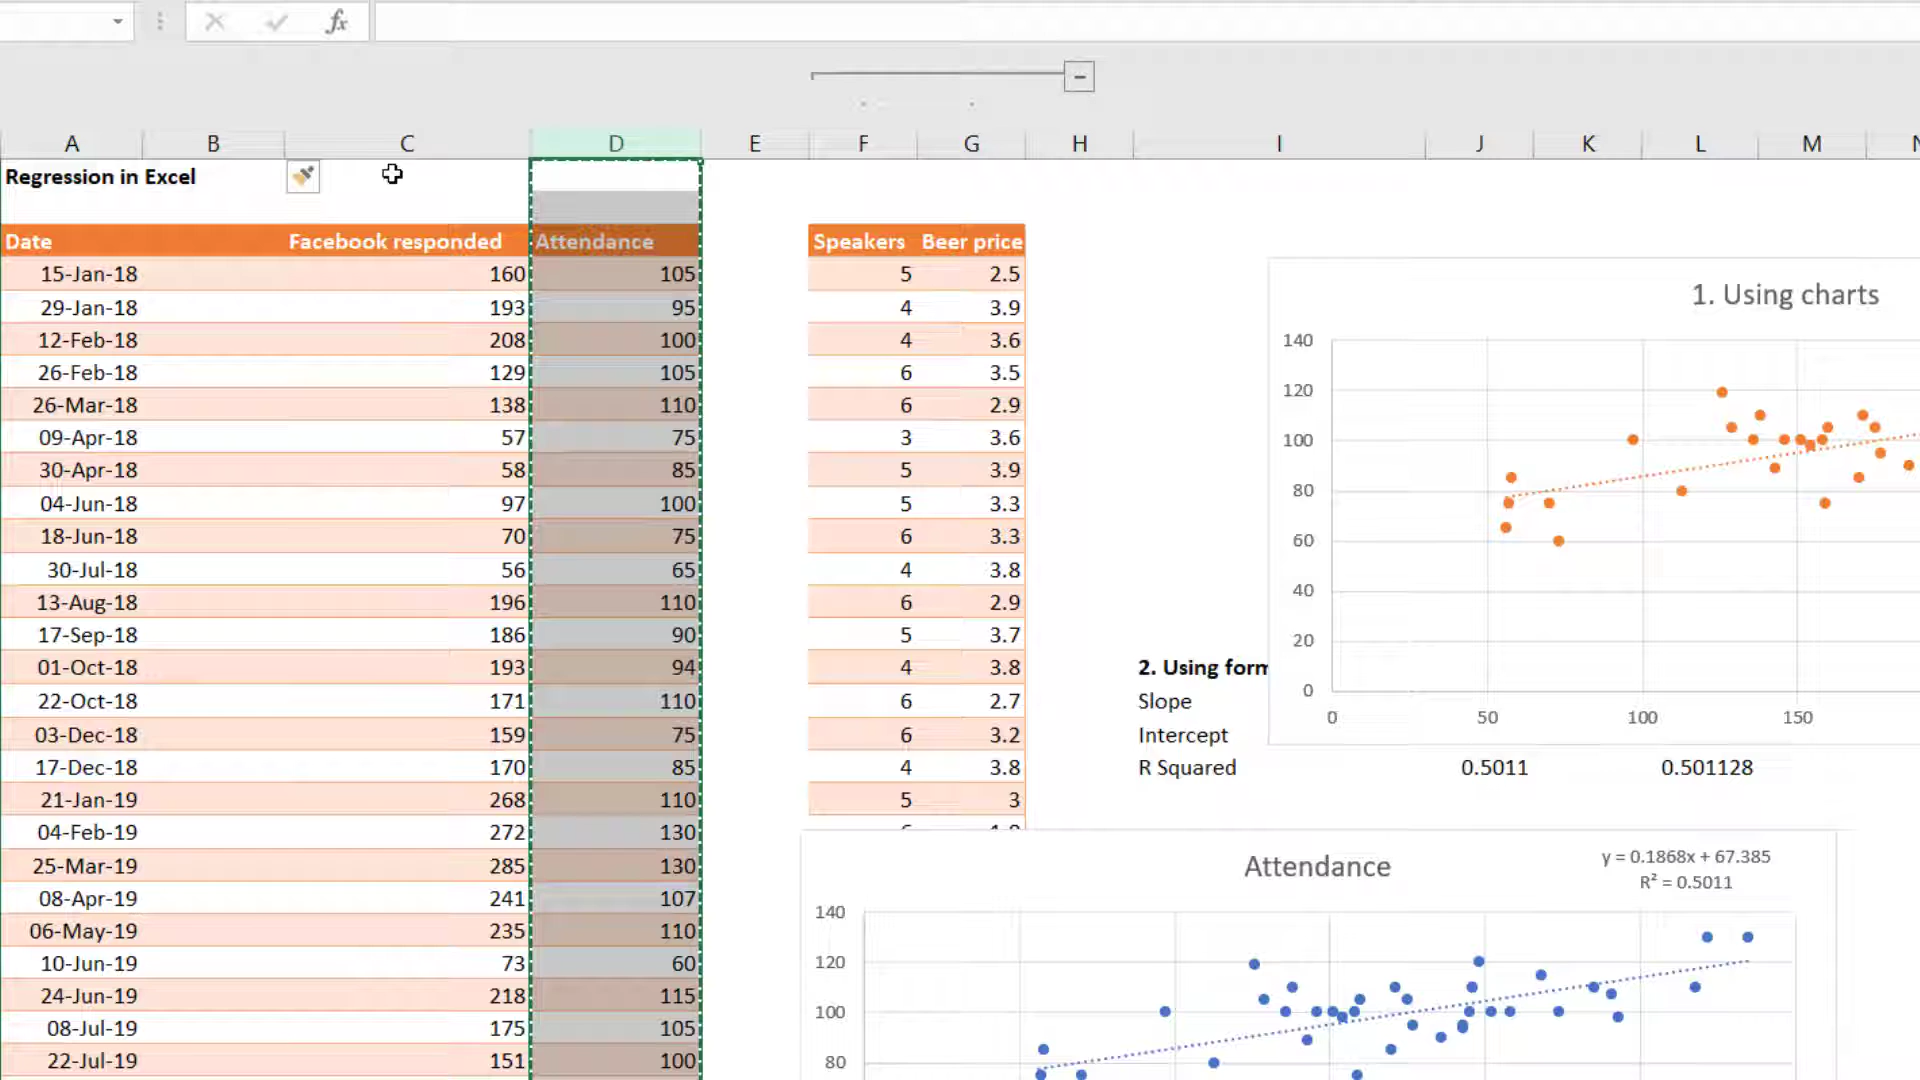 fx
A B C D E F G H I J K L M
Regression in Excel
Date Facebook responded Attendance Speakers Beer price
15-Jan-18 160 105 5 2.5
29-Jan-18 193 95 4 3.9
12-Feb-18 208 100 4 3.6
26-Feb-18 129 105 6 3.5
26-Mar-18 138 110 6 2.9
09-Apr-18 57 75 3 3.6
30-Apr-18 58 85 5 3.9
04-Jun-18 97 100 5 3.3
18-Jun-18 70 75 6 3.3
30-Jul-18 56 65 4 3.8
13-Aug-18 196 110 6 2.9
17-Sep-18 186 90 5 3.7
01-Oct-18 193 94 4 3.8
22-Oct-18 171 110 6 2.7
03-Dec-18 159 75 6 3.2
17-Dec-18 170 85 4 3.8
21-Jan-19 268 110 5 3
04-Feb-19 272 130
25-Mar-19 285 130
08-Apr-19 241 107
06-May-19 235 110
10-Jun-19 73 60
24-Jun-19 218 115
08-Jul-19 175 105
22-Jul-19 151 100
1. Using charts
140
120
100
80
60
40
20
0
0 50 100 150
2. Using form
Slope
Intercept
R Squared 0.5011 0.501128
Attendance
y = 0.1868x + 67.385
R² = 0.5011
140
120
100
80